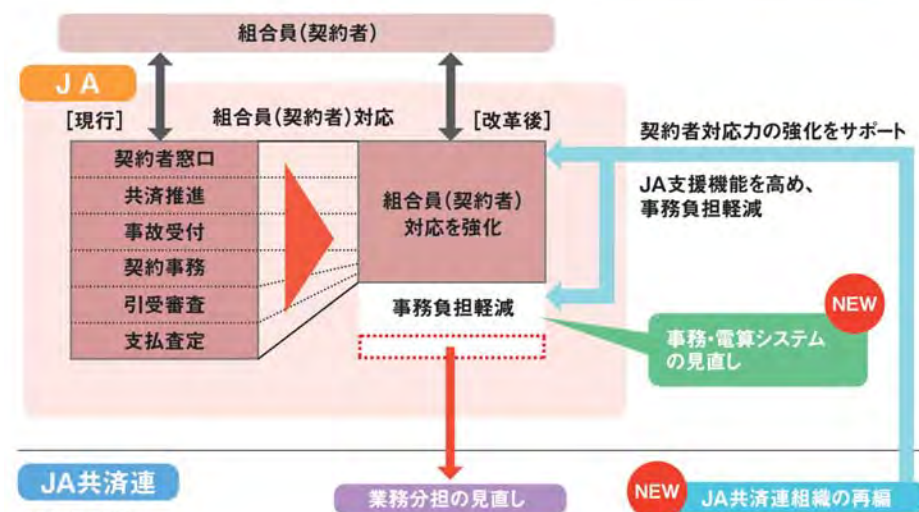 組合員(契約者)
JA
[現行]
組合員(契約者)対応
[改革後]
契約者窓口
共済推進
事故受付
契約事務
引受審査
支払査定
組合員(契約者)
対応を強化
事務負担軽減
契約者対応力の強化をサポート
JA支援機能を高め、
事務負担軽減
NEW
事務・電算システム
の見直し
JA共済連
業務分担の見直し
NEW
JA共済連組織の再編